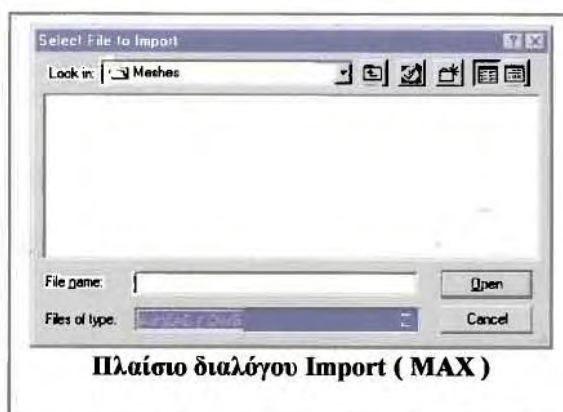 Select File to Import
Look in: Meshes
File name:
Open
Files of type:
Cancel
Πλαίσιο διαλόγου Import ( MAX )